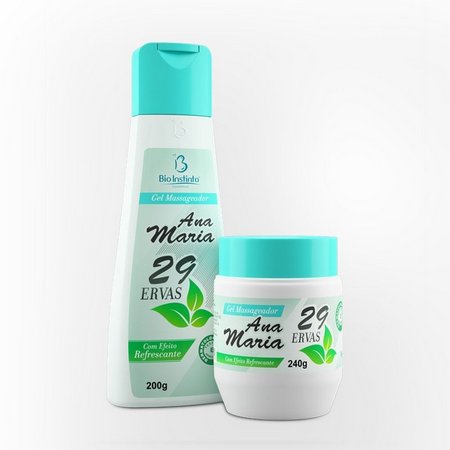 Bio Instinto
Gel Massageador
Ana
Maria
29
ERVAS
Com Efeito
Refrescante
200g
Gel Massageador
Ana
Maria
29
ERVAS
Com Efeito Refrescante
240g